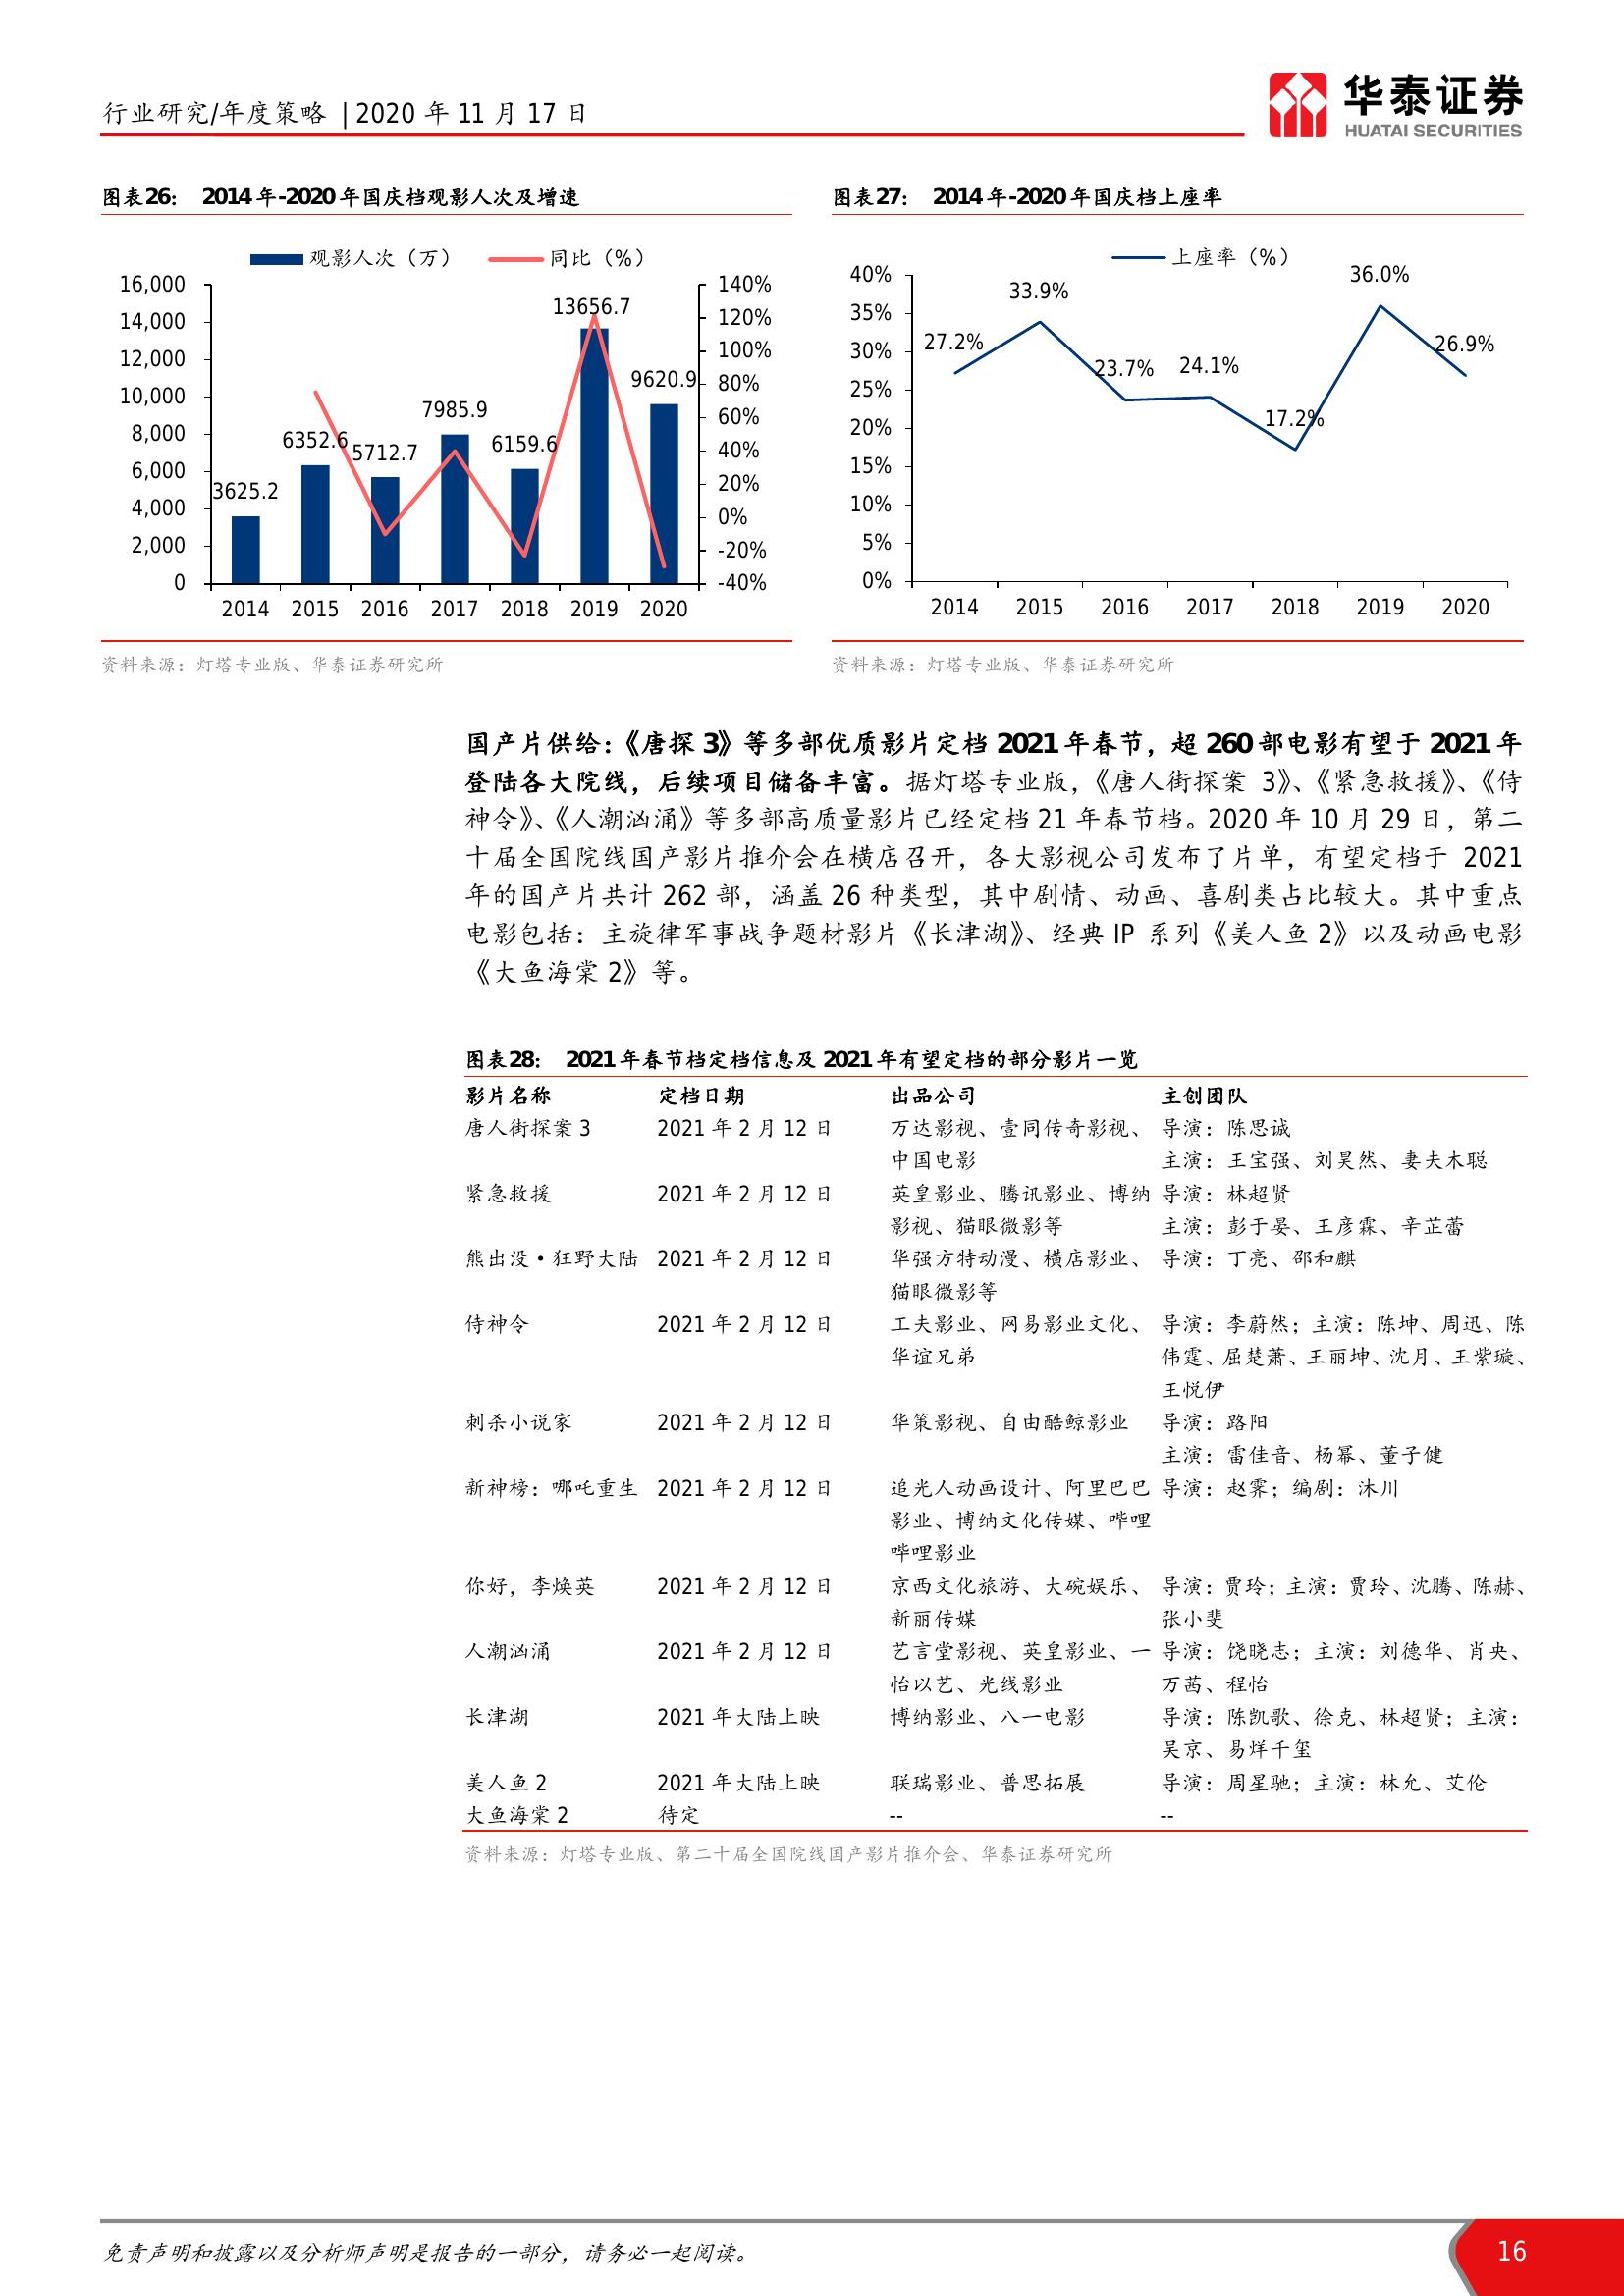 行业研究/年度策略 | 2020 年 11 月 17 日
华泰证券
HUATAI SECURITIES
图表26: 2014 年-2020 年国庆档观影人次及增速
观影人次（万） 同比（%）
16,000
14,000
12,000
10,000
8,000
6,000
4,000
2,000
0
140%
120%
100%
80%
60%
40%
20%
0%
-20%
-40%
3625.2
6352.6
5712.7
7985.9
6159.6
13656.7
9620.9
2014 2015 2016 2017 2018 2019 2020
资料来源：灯塔专业版、华泰证券研究所
图表27: 2014 年-2020 年国庆档上座率
上座率（%）
40%
35%
30%
25%
20%
15%
10%
5%
0%
27.2%
33.9%
23.7%
24.1%
17.2%
36.0%
26.9%
2014 2015 2016 2017 2018 2019 2020
资料来源：灯塔专业版、华泰证券研究所
国产片供给：《唐探 3》等多部优质影片定档 2021 年春节，超 260 部电影有望于 2021 年
登陆各大院线，后续项目储备丰富。据灯塔专业版，《唐人街探案 3》、《紧急救援》、《侍
神令》、《人潮汹涌》等多部高质量影片已经定档 21 年春节档。2020 年 10 月 29 日，第二
十届全国院线国产影片推介会在横店召开，各大影视公司发布了片单，有望定档于 2021
年的国产片共计 262 部，涵盖 26 种类型，其中剧情、动画、喜剧类占比较大。其中重点
电影包括：主旋律军事战争题材影片《长津湖》、经典 IP 系列《美人鱼 2》以及动画电影
《大鱼海棠 2》等。
图表28: 2021 年春节档定档信息及 2021 年有望定档的部分影片一览
影片名称 定档日期 出品公司 主创团队
唐人街探案 3 2021 年 2 月 12 日 万达影视、壹同传奇影视、 导演：陈思诚
中国电影 主演：王宝强、刘昊然、妻夫木聪
紧急救援 2021 年 2 月 12 日 英皇影业、腾讯影业、博纳 导演：林超贤
影视、猫眼微影等 主演：彭于晏、王彦霖、辛芷蕾
熊出没·狂野大陆 2021 年 2 月 12 日 华强方特动漫、横店影业、 导演：丁亮、邵和麒
猫眼微影等
侍神令 2021 年 2 月 12 日 工夫影业、网易影业文化、 导演：李蔚然；主演：陈坤、周迅、陈
华谊兄弟 伟霆、屈楚萧、王丽坤、沈月、王紫璇、
王悦伊
刺杀小说家 2021 年 2 月 12 日 华策影视、自由酷鲸影业 导演：路阳
主演：雷佳音、杨幂、董子健
新神榜：哪吒重生 2021 年 2 月 12 日 追光人动画设计、阿里巴巴 导演：赵霁；编剧：沐川
影业、博纳文化传媒、哔哩
哔哩影业
你好，李焕英 2021 年 2 月 12 日 京西文化旅游、大碗娱乐、 导演：贾玲；主演：贾玲、沈腾、陈赫、
新丽传媒 张小斐
人潮汹涌 2021 年 2 月 12 日 艺言堂影视、英皇影业、一 导演：饶晓志；主演：刘德华、肖央、
怡以艺、光线影业 万茜、程怡
长津湖 2021 年大陆上映 博纳影业、八一电影 导演：陈凯歌、徐克、林超贤；主演：
吴京、易烊千玺
美人鱼 2 2021 年大陆上映 联瑞影业、普思拓展 导演：周星驰；主演：林允、艾伦
大鱼海棠 2 待定 -- --
资料来源：灯塔专业版、第二十届全国院线国产影片推介会、华泰证券研究所
免责声明和披露以及分析师声明是报告的一部分，请务必一起阅读。
16